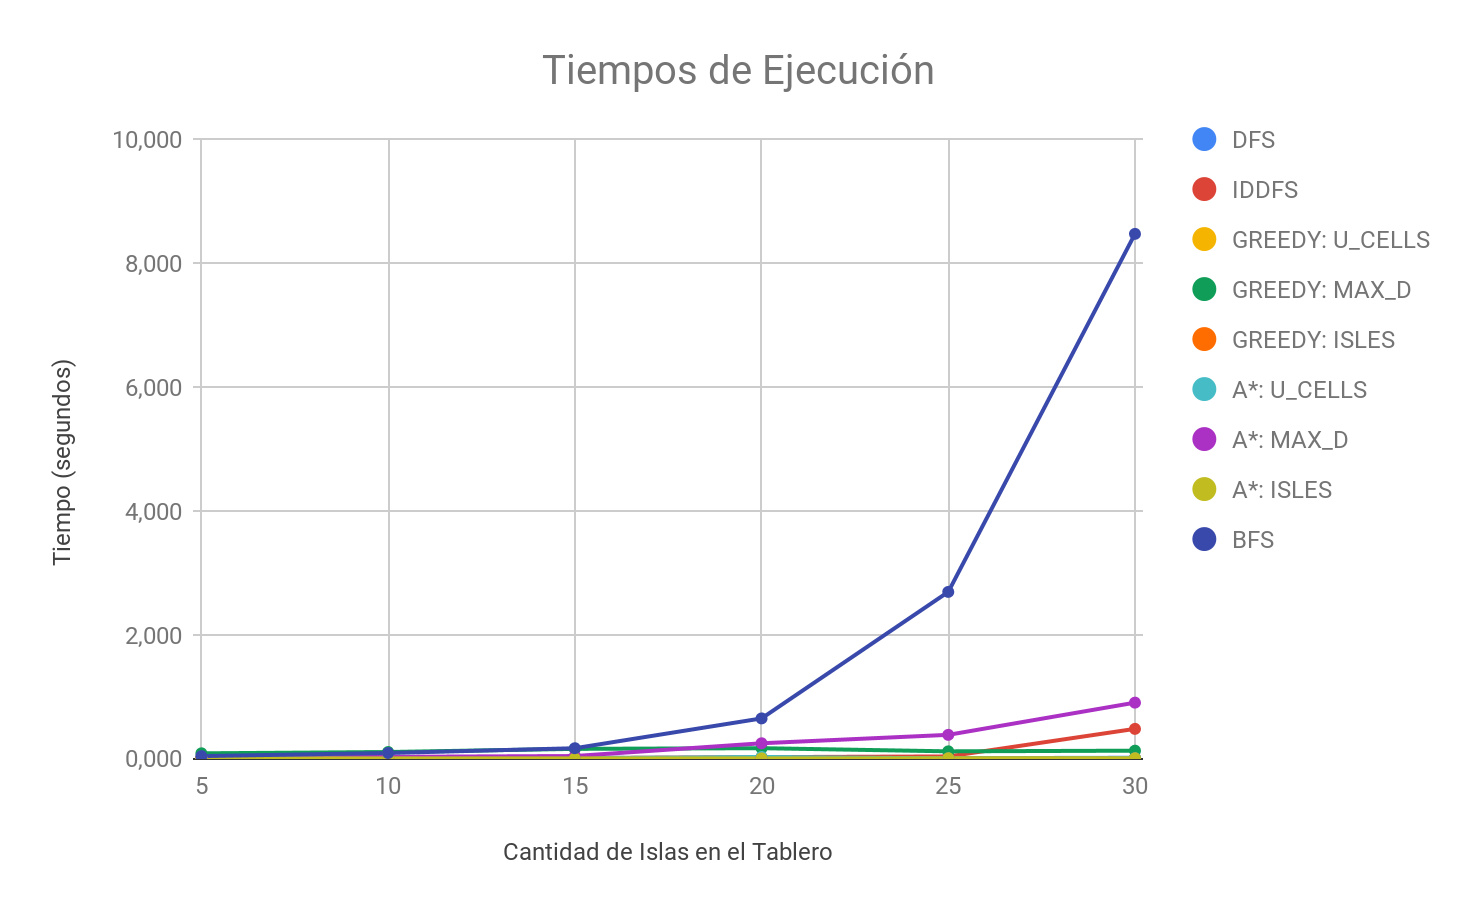 Tiempos de Ejecución
10,000
8,000
6,000
4,000
2,000
0,000
Tiempo (segundos)
5 10 15 20 25 30
Cantidad de Islas en el Tablero
DFS
IDDFS
GREEDY: U_CELLS
GREEDY: MAX_D
GREEDY: ISLES
A*: U_CELLS
A*: MAX_D
A*: ISLES
BFS